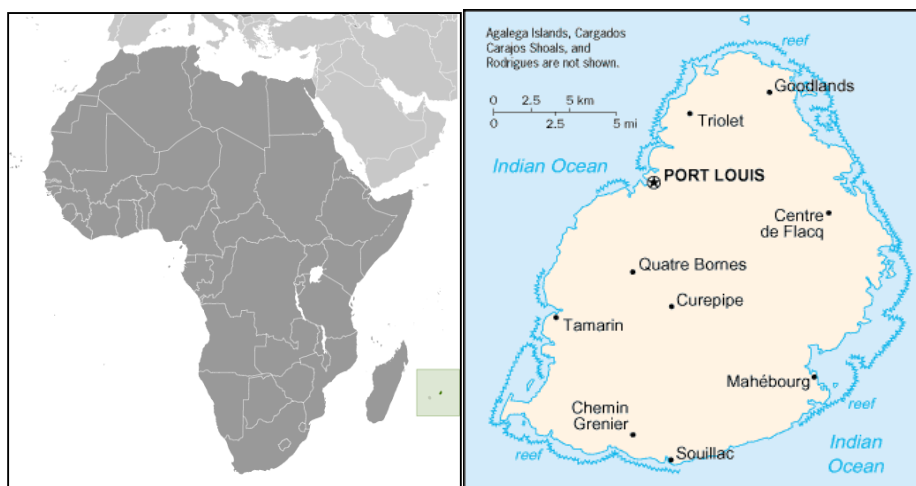 Agalega Islands, Cargados
Carajos Shoals, and
Rodrigues are not shown.
reef
Goodlands
0 2.5 5 km
0 2.5 5 mi
Triolet
Indian Ocean
PORT LOUIS
Centre
de Flacq
Quatre Bornes
Curepipe
Tamarin
Mahébourg
reef
Chemin
Grenier
Souillac
reef
Indian
Ocean